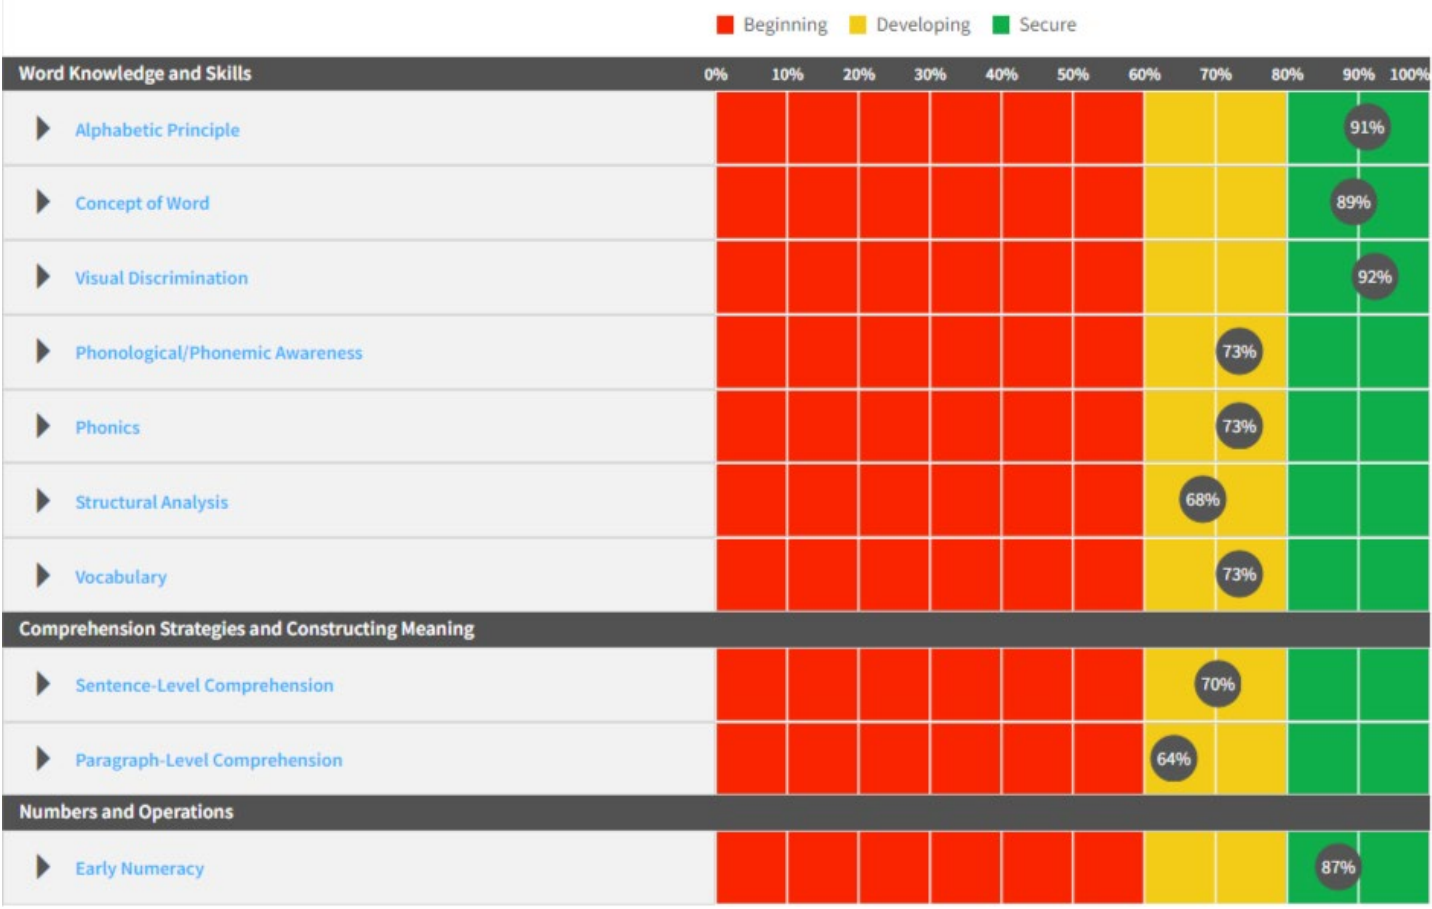 Beginning Developing Secure
Word Knowledge and Skills 0% 10% 20% 30% 40% 50% 60% 70% 80% 90% 100%
Alphabetic Principle 91%
Concept of Word 89%
Visual Discrimination 92%
Phonological/Phonemic Awareness 73%
Phonics 73%
Structural Analysis 68%
Vocabulary 73%
Comprehension Strategies and Constructing Meaning
Sentence-Level Comprehension 70%
Paragraph-Level Comprehension 64%
Numbers and Operations
Early Numeracy 87%